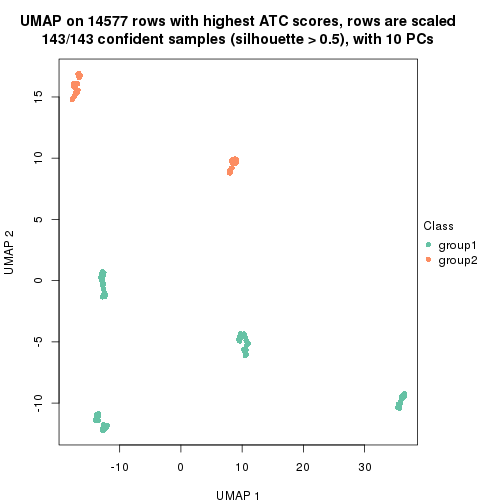 UMAP on 14577 rows with highest ATC scores, rows are scaled
143/143 confident samples (silhouette > 0.5), with 10 PCs
15
10
5
0
-5
-10
UMAP 2
-10
0
10
20
30
UMAP 1
Class
group1
group2